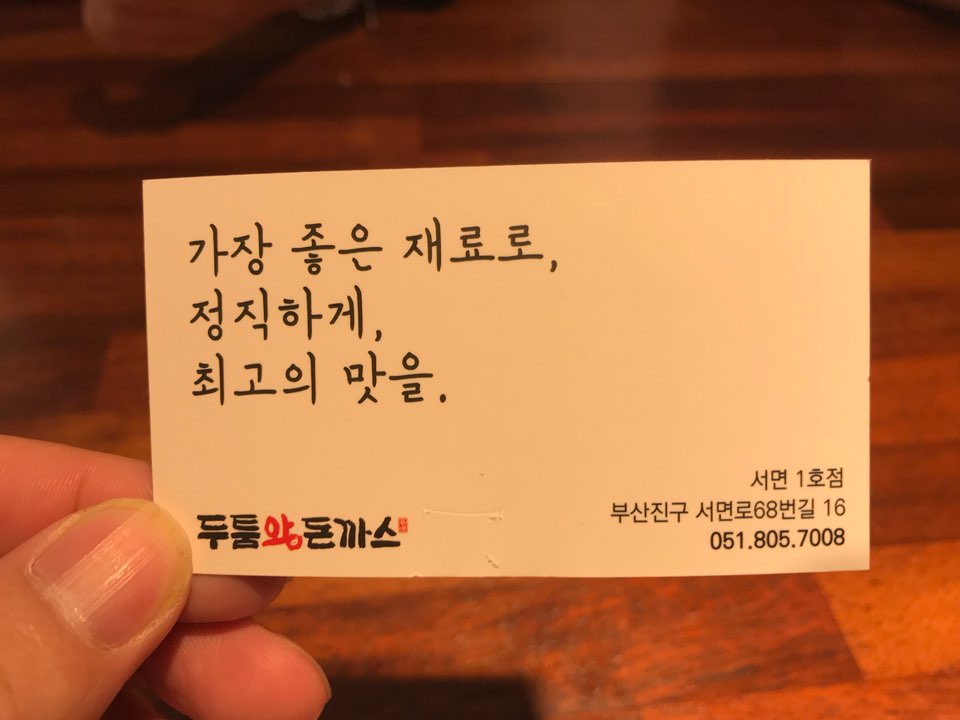 가장 좋은 재료로,
정직하게,
최고의 맛을.
두툼왕돈까스
서면 1호점
부산진구 서면로68번길 16
051.805.7008